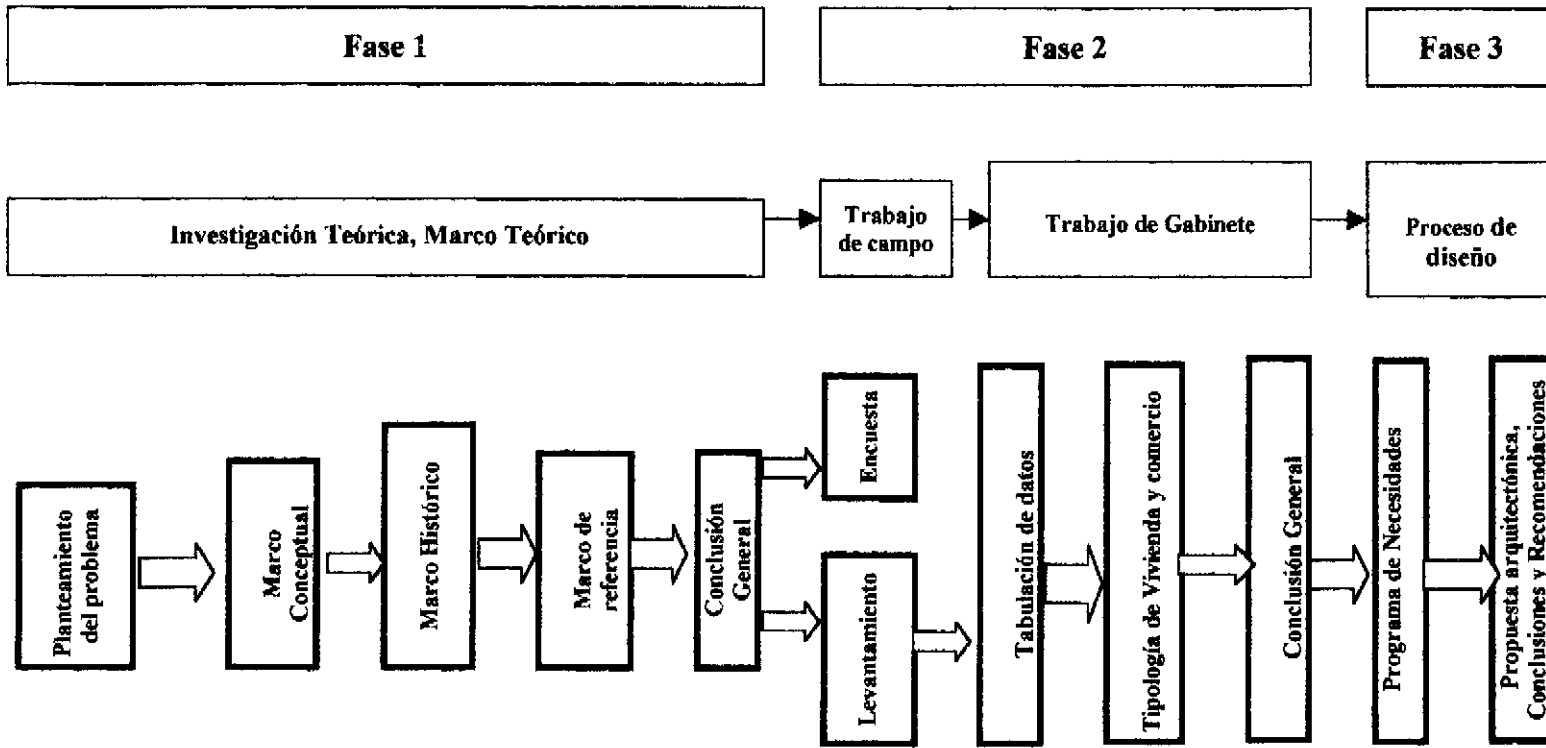 Fase 1
Fase 2
Fase 3
Investigación Teórica, Marco Teórico
Trabajo
de campo
Trabajo de Gabinete
Proceso de
diseño
Planteamiento
del problema
Marco
Conceptual
Marco Histórico
Marco de
referencia
Conclusión
General
Encuesta
Levantamiento
Tabulación de datos
Tipología de Vivienda y comercio
Conclusión General
Programa de Necesidades
Propuesta arquitectónica,
Conclusiones y Recomendaciones